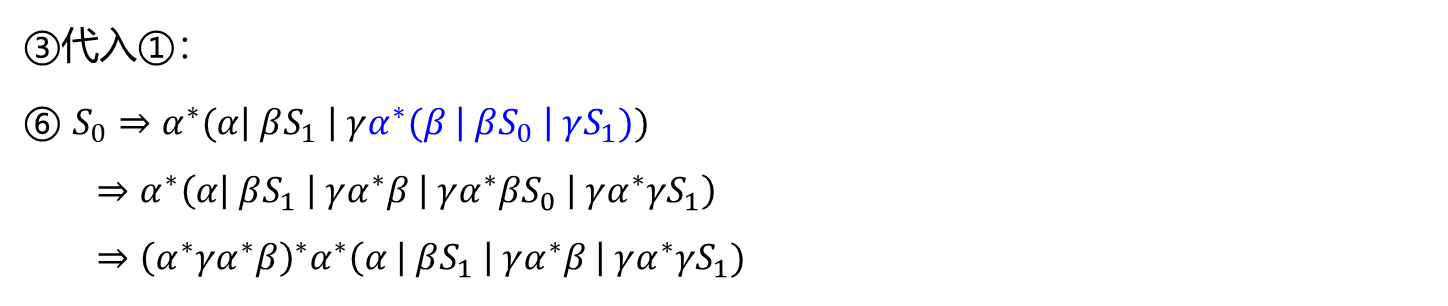 ③代入①：
⑥ S₀ ⇒ α*(α| βS₁ | γα*(β | βS₀ | γS₁))
⇒ α*(α| βS₁ | γα*β | γα*βS₀ | γα*γS₁)
⇒ (α*γα*β)*α*(α | βS₁ | γα*β | γα*γS₁)